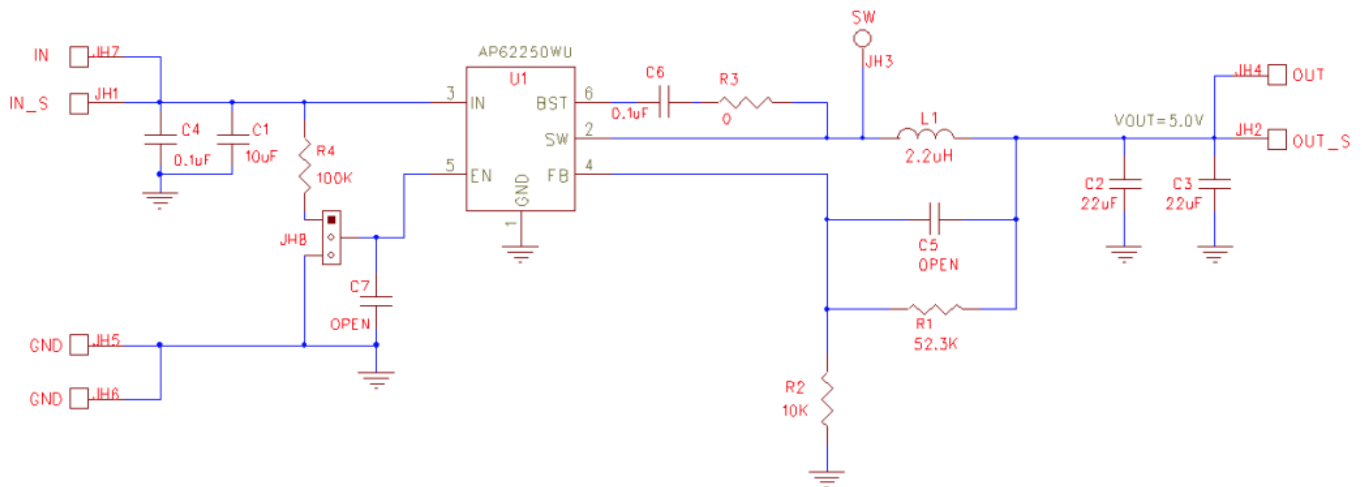 SW
AP62250WU
IN
JH7
U1
C6
R3
JH3
JH4
OUT
IN_S
JH1
3
IN
BST
6
0.1uF
0
L1
VOUT=5.0V
JH2
OUT_S
C4
C1
SW
2
2.2uH
0.1uF
10uF
R4
100K
5
EN
GND
FB
4
C2
22uF
C3
22uF
1
JH8
C5
OPEN
C7
OPEN
R1
52.3K
GND
JH5
GND
JH6
R2
10K